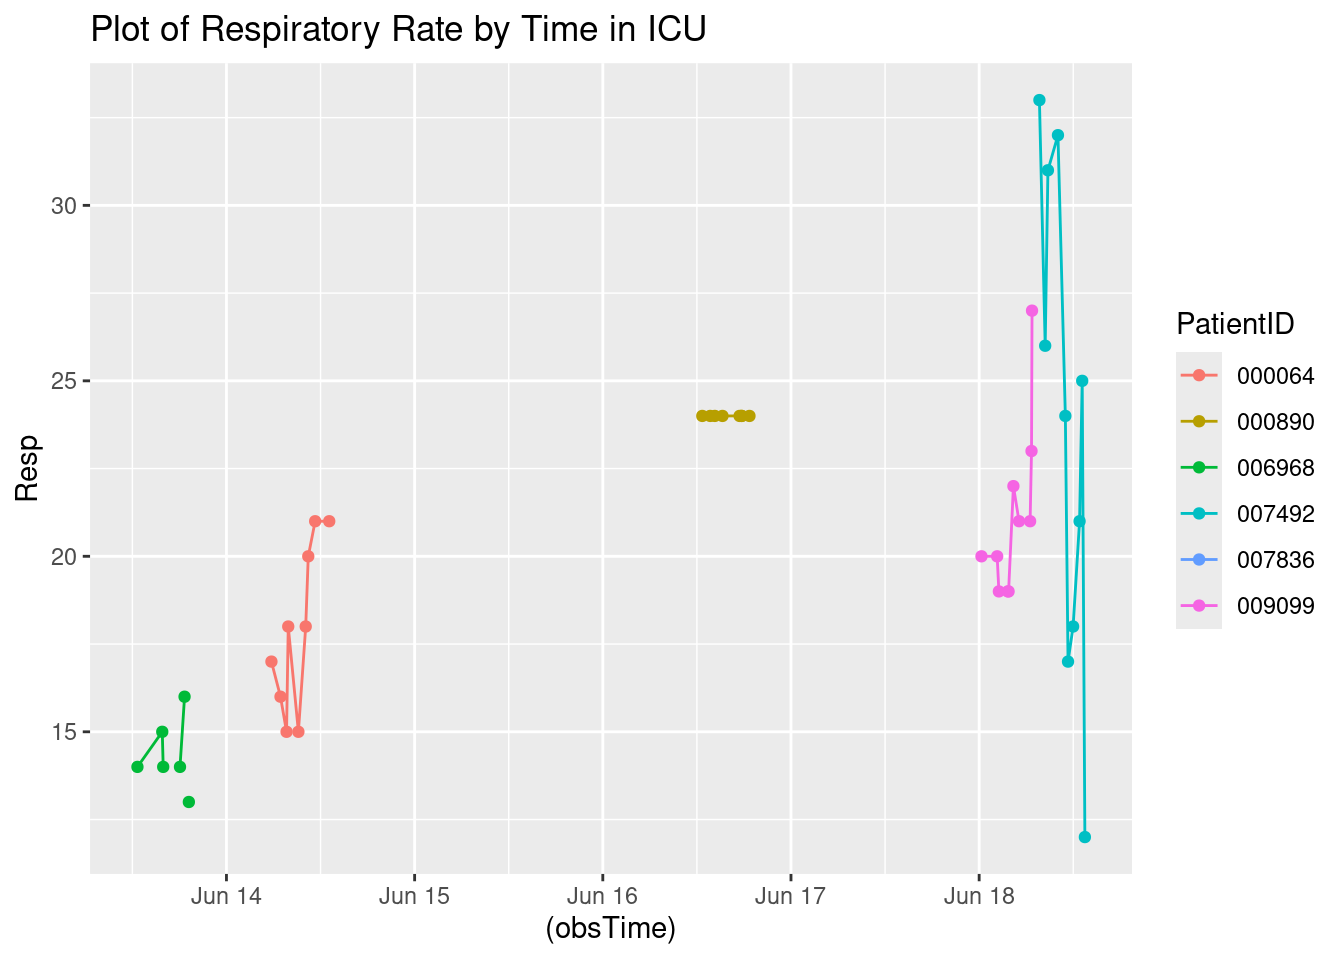 Plot of Respiratory Rate by Time in ICU
Resp
30
25
20
15
Jun 14 Jun 15 Jun 16 Jun 17 Jun 18
(obsTime)
PatientID
000064
000890
006968
007492
007836
009099